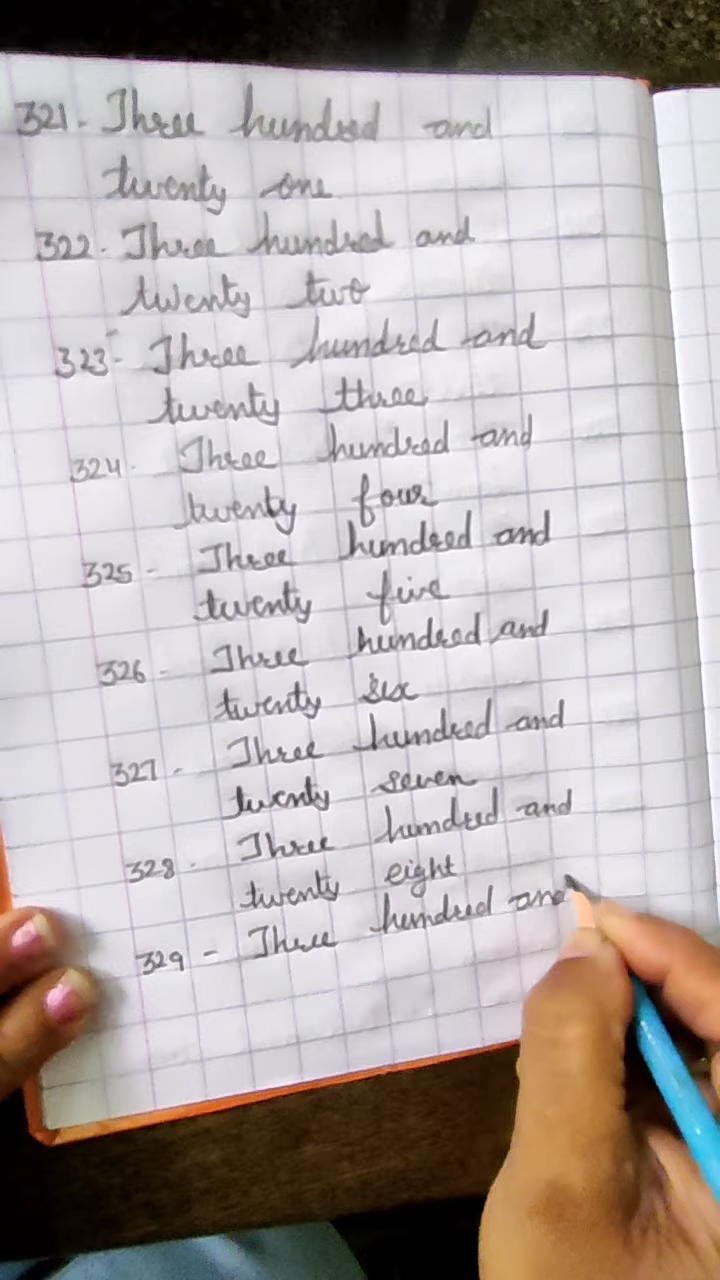 321. Three hundred and
twenty one
322. Three hundred and
twenty two
323- Three hundred and
twenty three
324. Three hundred and
twenty four
325 - Three hundred and
twenty five
326 - Three hundred and
twenty six
327 - Three hundred and
twenty seven
328 - Three hundred and
twenty eight
329 - Three hundred and